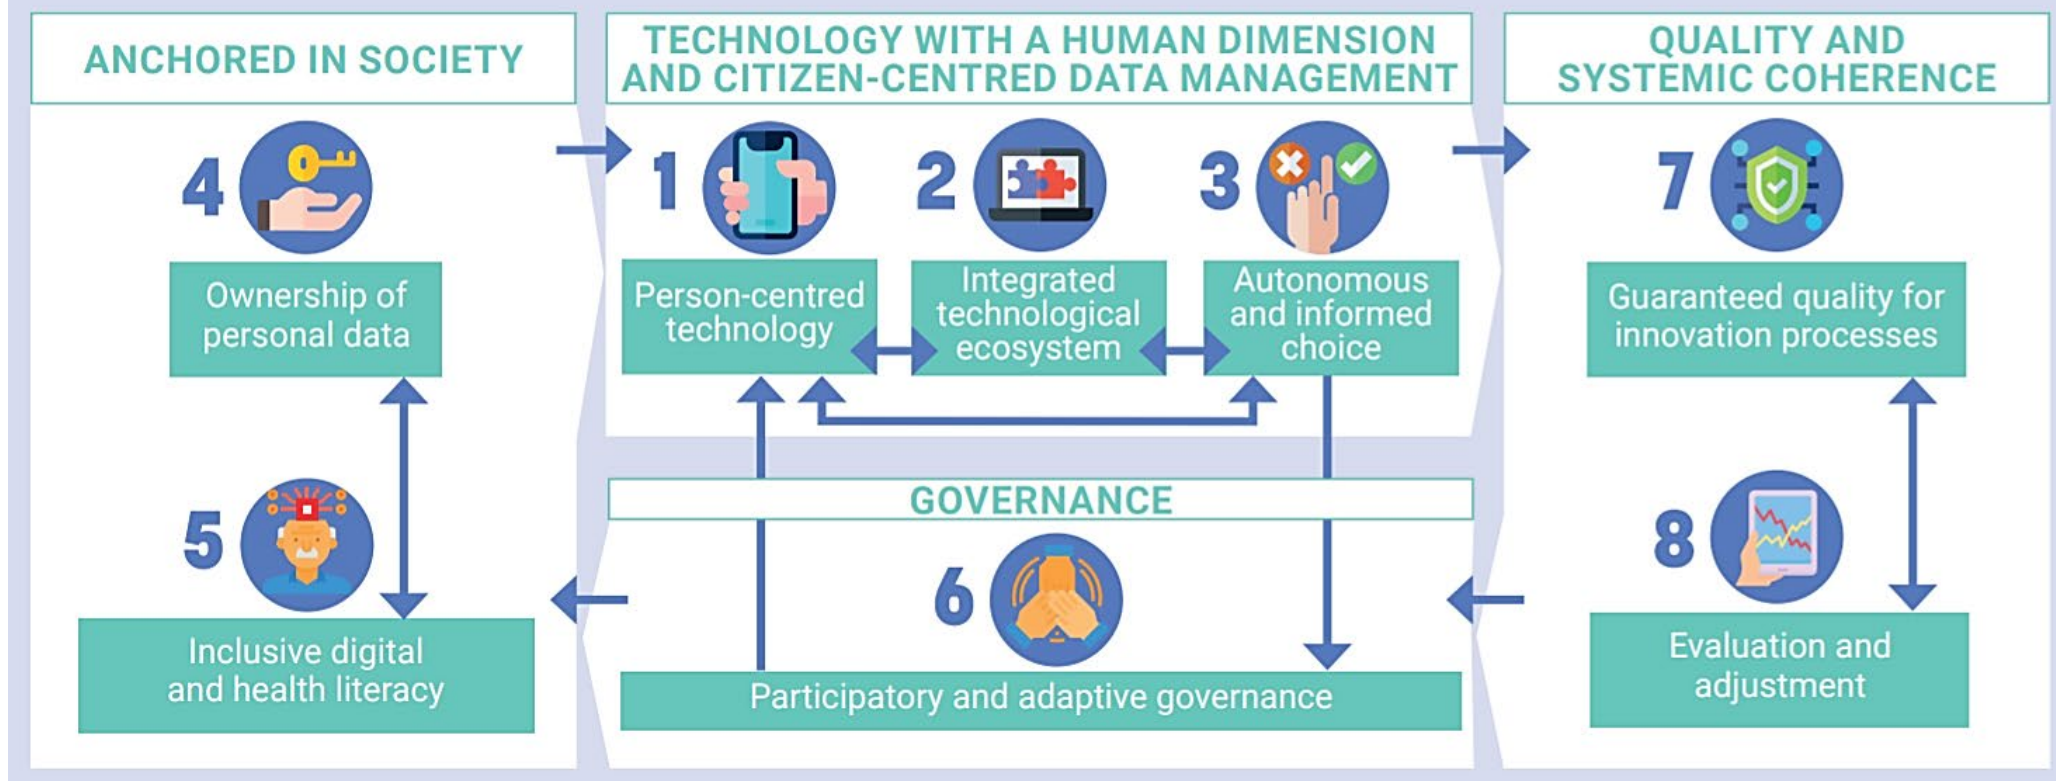 ANCHORED IN SOCIETY
4
Ownership of
personal data
5
Inclusive digital
and health literacy
TECHNOLOGY WITH A HUMAN DIMENSION
AND CITIZEN-CENTRED DATA MANAGEMENT
1
Person-centred
technology
2
Integrated
technological
ecosystem
3
Autonomous
and informed
choice
GOVERNANCE
6
Participatory and adaptive governance
QUALITY AND
SYSTEMIC COHERENCE
7
Guaranteed quality for
innovation processes
8
Evaluation and
adjustment